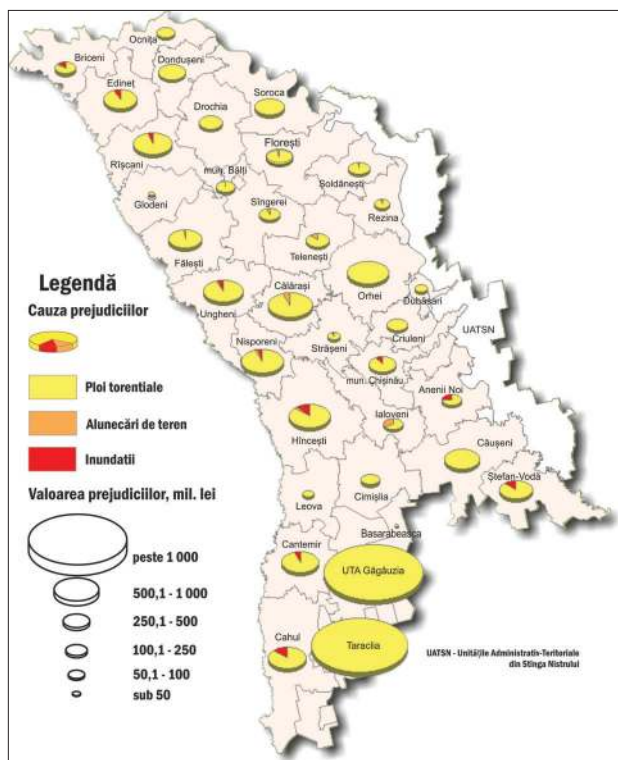 Ocnița
Briceni
Dondușeni
Edineț
Soroca
Drochia
Florești
Rîșcani
mun. Bălți
Șoldănești
Glodeni
Sîngerei
Rezina
Telenești
Fălești
Orhei
Legendă
Călărași
Dubăsari
Cauza prejudiciilor
Ungheni
Criuleni
UATSN
Nisporeni
Strășeni
mun. Chișinău
Ploi torentiale
Anenii Noi
Alunecări de teren
Ialoveni
Hîncești
Inundatii
Căușeni
Ștefan-Vodă
Valoarea prejudiciilor, mil. lei
Cimișlia
Leova
Basarabeasca
Cantemir
peste 1 000
UTA Găgăuzia
500,1 - 1 000
250,1 - 500
Cahul
Taraclia
100,1 - 250
UATSN - Unitățile Administrativ-Teritoriale
din Stînga Nistrului
50,1 - 100
sub 50